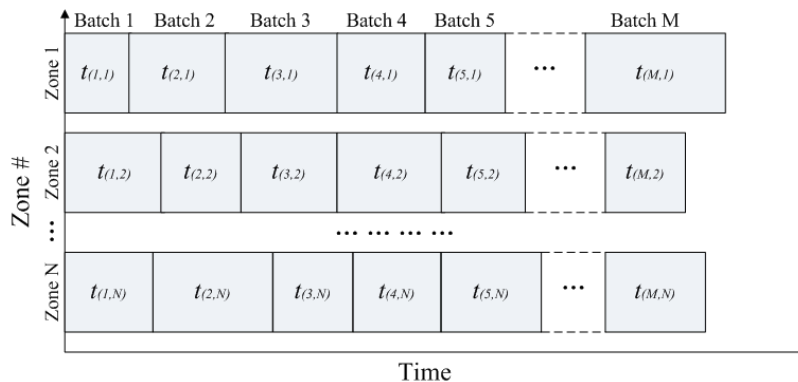 Batch 1 Batch 2 Batch 3 Batch 4 Batch 5 Batch M
Zone 1 t(1,1) t(2,1) t(3,1) t(4,1) t(5,1) ... t(M,1)
Zone 2 t(1,2) t(2,2) t(3,2) t(4,2) t(5,2) ... t(M,2)
... ... ... ... ...
Zone N t(1,N) t(2,N) t(3,N) t(4,N) t(5,N) ... t(M,N)
Zone #
Time